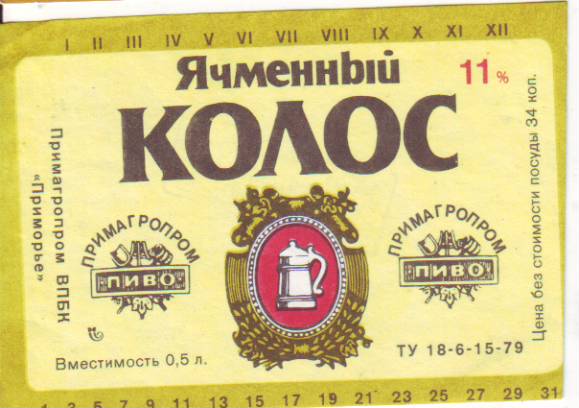 I II III IV V VI VII VIII IX X XI XII
Ячменный
КОЛОС
11%
Примагропром ВПБК
«Приморье»
ПРИМАГРОПРОМ
ПИВО
ПРИМАГРОПРОМ
ПИВО
Цена без стоимости посуды 34 коп.
Вместимость 0,5 л.
ТУ 18-6-15-79
1 3 5 7 9 11 13 15 17 19 21 23 25 27 29 31